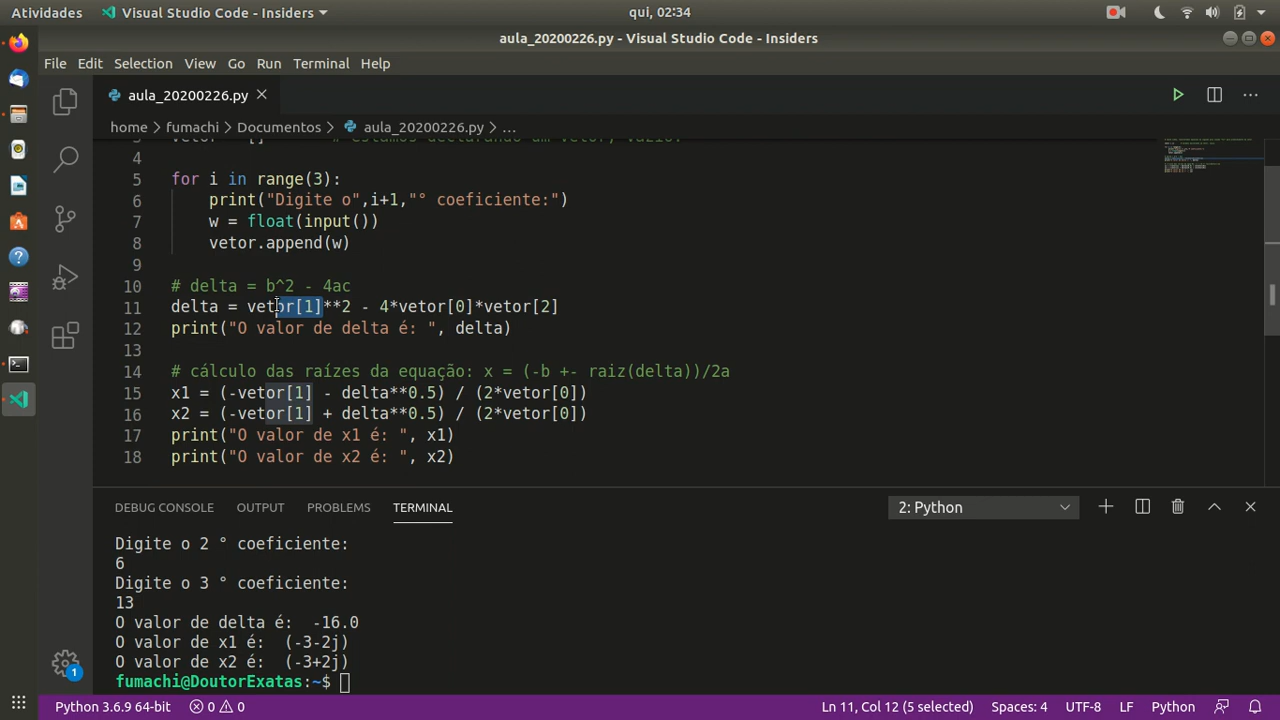 Atividades Visual Studio Code - Insiders qui, 02:34
aula_20200226.py - Visual Studio Code - Insiders
File Edit Selection View Go Run Terminal Help
aula_20200226.py
home > fumachi > Documentos > aula_20200226.py > ...
3 vetor = [] # estamos declarando um vetor, vazio.
4
5 for i in range(3):
6 print("Digite o",i+1,"° coeficiente:")
7 w = float(input())
8 vetor.append(w)
9
10 # delta = b^2 - 4ac
11 delta = vetor[1]**2 - 4*vetor[0]*vetor[2]
12 print("O valor de delta é: ", delta)
13
14 # cálculo das raízes da equação: x = (-b +- raiz(delta))/2a
15 x1 = (-vetor[1] - delta**0.5) / (2*vetor[0])
16 x2 = (-vetor[1] + delta**0.5) / (2*vetor[0])
17 print("O valor de x1 é: ", x1)
18 print("O valor de x2 é: ", x2)
DEBUG CONSOLE OUTPUT PROBLEMS TERMINAL 2: Python
Digite o 2 ° coeficiente:
6
Digite o 3 ° coeficiente:
13
O valor de delta é:  -16.0
O valor de x1 é:  (-3-2j)
O valor de x2 é:  (-3+2j)
fumachi@DoutorExatas:~$
1
Python 3.6.9 64-bit 0 0 Ln 11, Col 12 (5 selected) Spaces: 4 UTF-8 LF Python